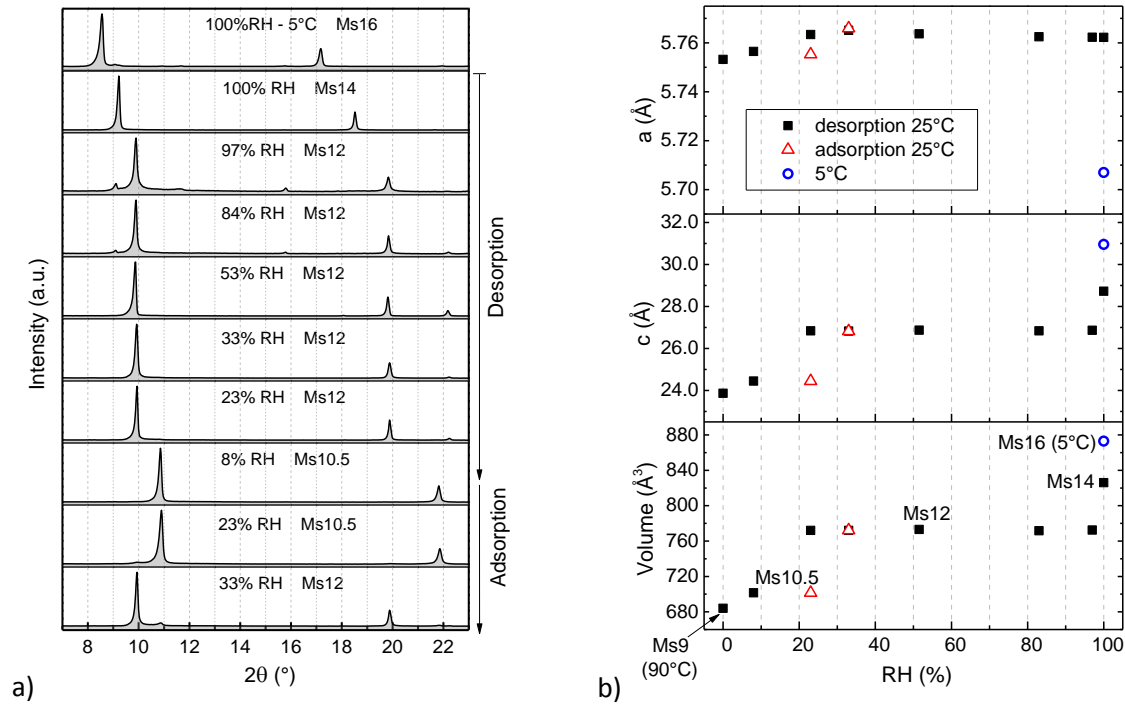 100%RH - 5°C Ms16
100% RH Ms14
97% RH Ms12
84% RH Ms12
53% RH Ms12
33% RH Ms12
23% RH Ms12
8% RH Ms10.5
23% RH Ms10.5
33% RH Ms12
Intensity (a.u.)
Desorption
Adsorption
8 10 12 14 16 18 20 22
2θ (°)
a)
5.76
5.74
5.72
5.70
a (Å)
desorption 25°C
adsorption 25°C
5°C
32.0
30.0
28.0
26.0
24.0
c (Å)
880
840
800
760
720
680
Volume (Å³)
Ms16 (5°C)
Ms14
Ms12
Ms10.5
Ms9
(90°C)
0 20 40 60 80 100
RH (%)
b)